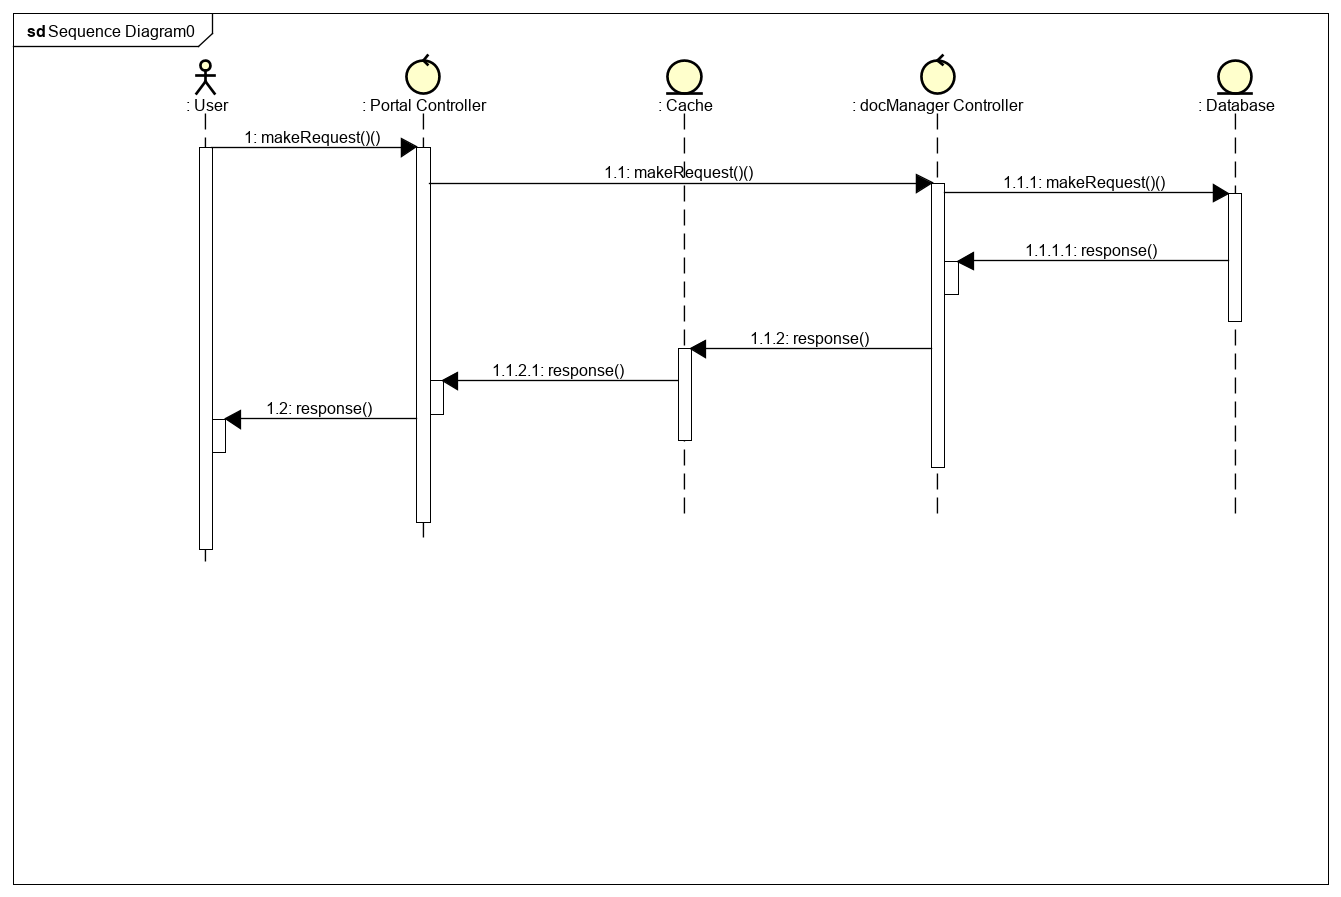 sd Sequence Diagram0
: User
: Portal Controller
: Cache
: docManager Controller
: Database
1: makeRequest()()
1.1: makeRequest()()
1.1.1: makeRequest()()
1.1.1.1: response()
1.1.2: response()
1.1.2.1: response()
1.2: response()